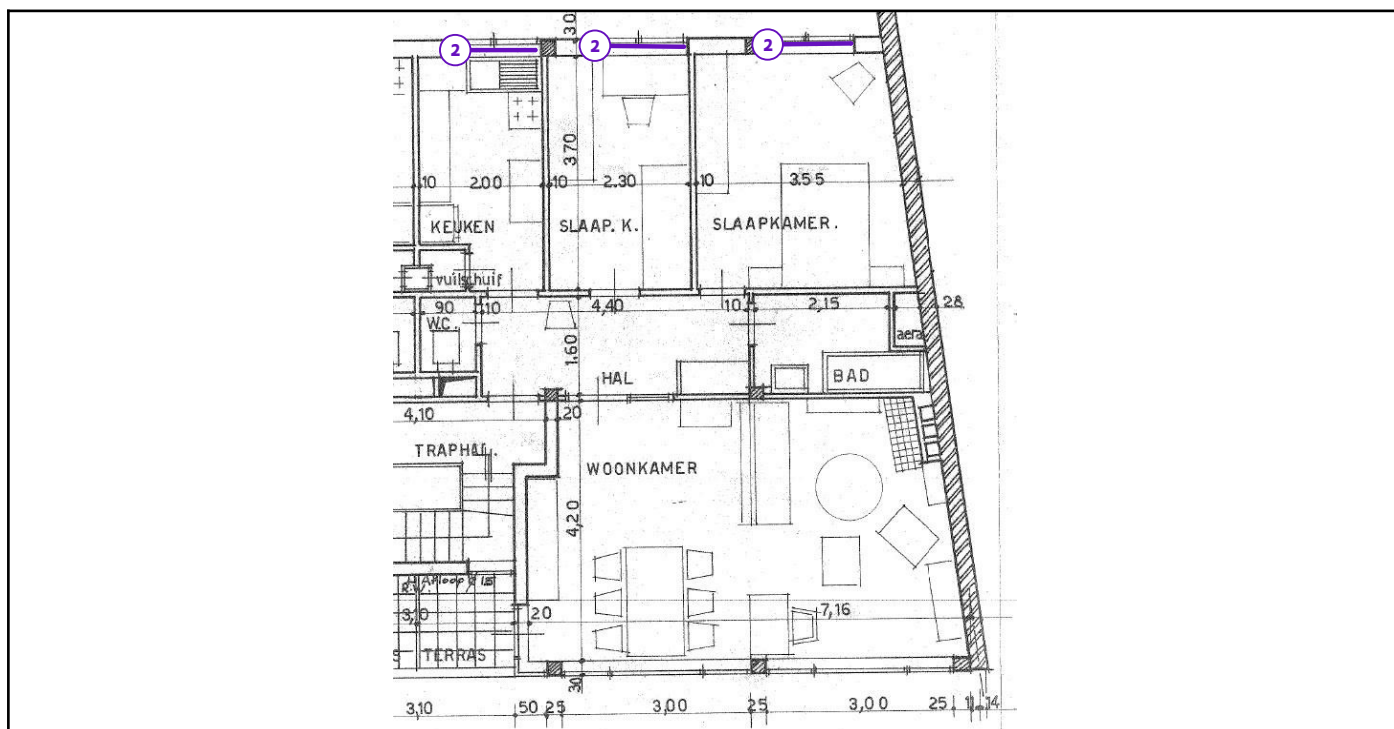 30
2 2 2
3.70
10 2.00 10 2.30 10 3.55
KEUKEN SLAAP. K. SLAAPKAMER.
vuilschuif
90 10 4,40 10 2,15 28
W.C. aera
1.60
HAL BAD
4,10 20
TRAPHAL.
WOONKAMER
4,20
R.W.
3,10 20 7,16
S TERRAS
30
3,10 50 25 3,00 25 3,00 25 11 14